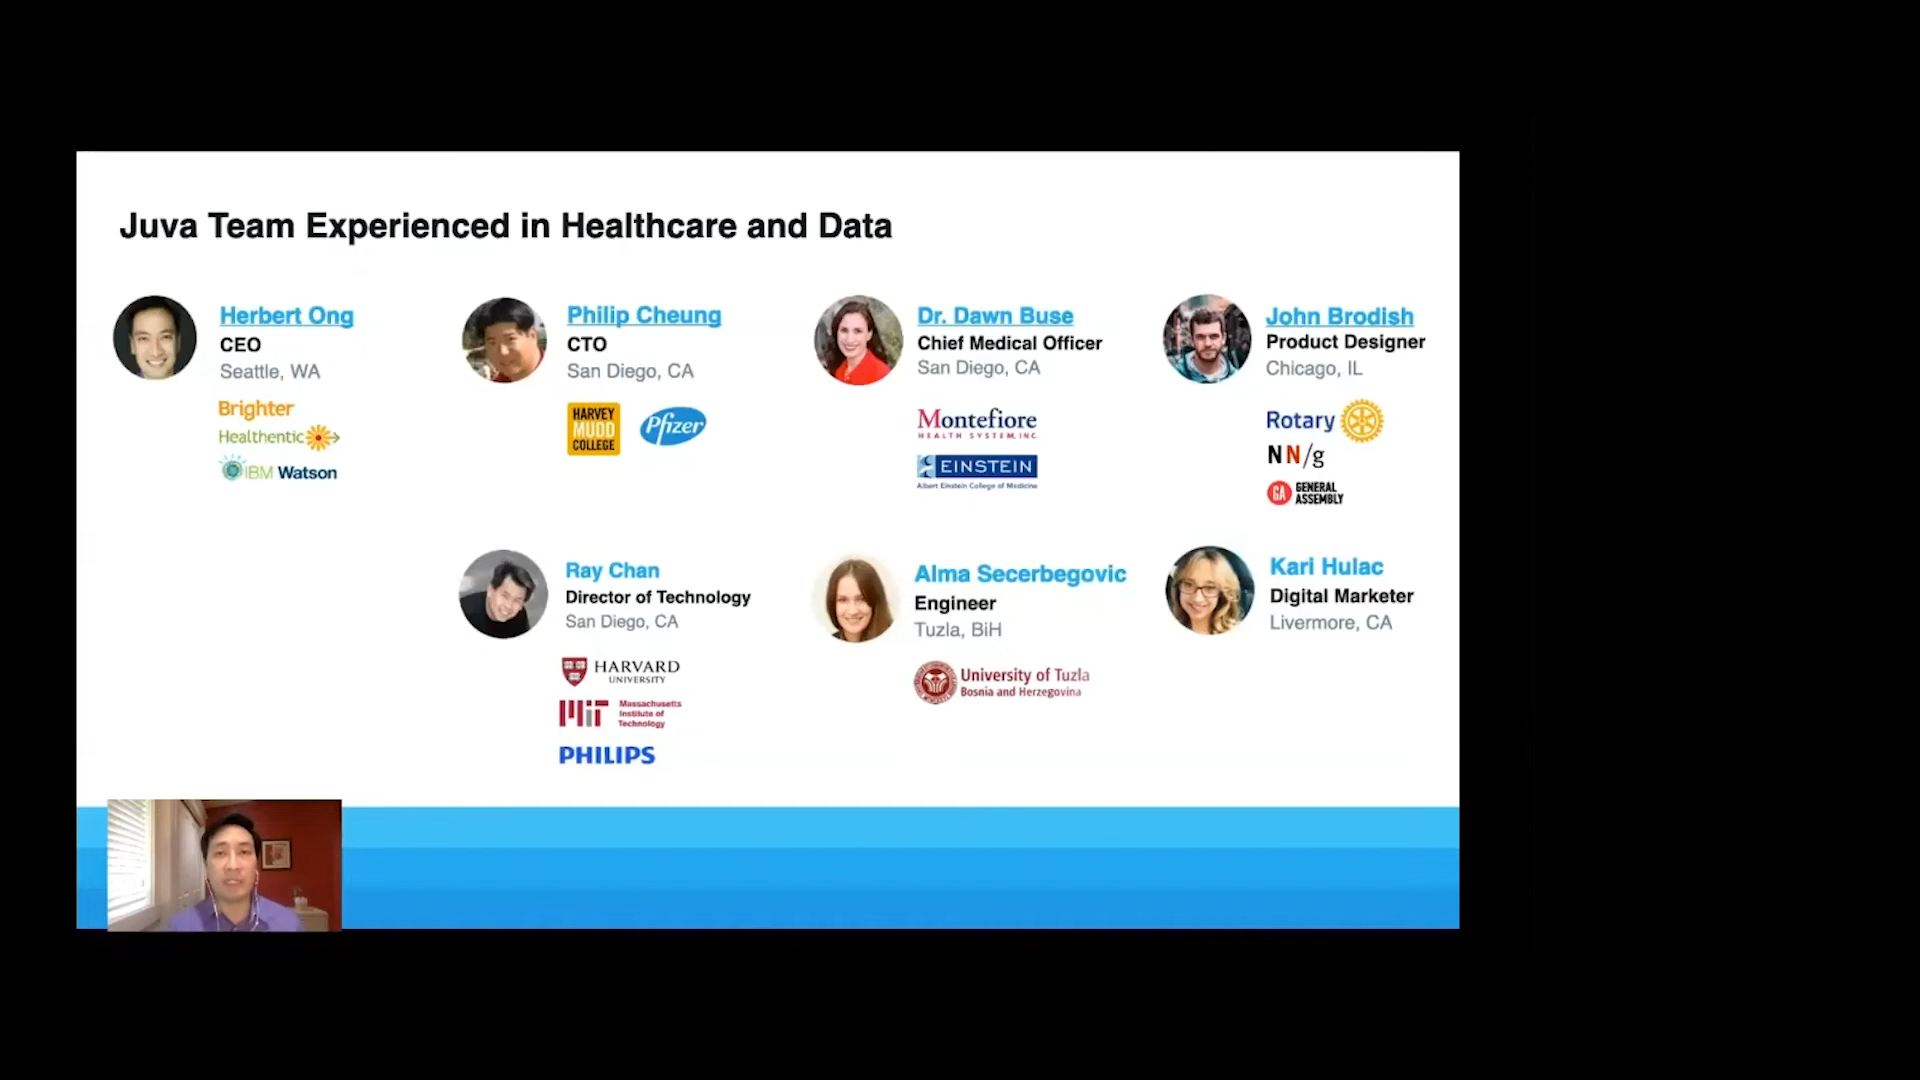 Juva Team Experienced in Healthcare and Data
Herbert Ong
CEO
Seattle, WA
Brighter
Healthentic
IBM Watson
Philip Cheung
CTO
San Diego, CA
HARVEY
MUDD
COLLEGE
Pfizer
Dr. Dawn Buse
Chief Medical Officer
San Diego, CA
Montefiore
HEALTH SYSTEM, INC
EINSTEIN
Albert Einstein College of Medicine
John Brodish
Product Designer
Chicago, IL
Rotary
NN/g
GA GENERAL
ASSEMBLY
Ray Chan
Director of Technology
San Diego, CA
HARVARD
UNIVERSITY
MIT
Massachusetts
Institute of
Technology
PHILIPS
Alma Secerbegovic
Engineer
Tuzla, BiH
University of Tuzla
Bosnia and Herzegovina
Kari Hulac
Digital Marketer
Livermore, CA